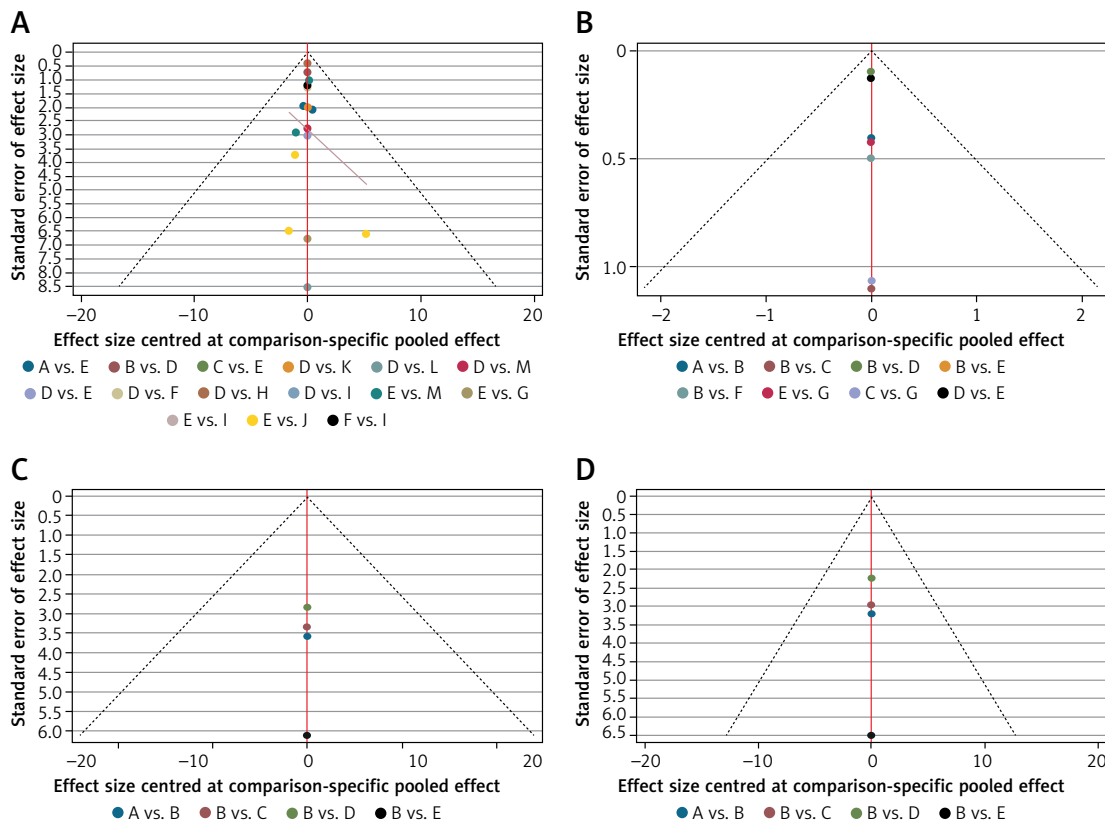 A
Standard error of effect size
0
0.5
1.0
1.5
2.0
2.5
3.0
3.5
4.0
4.5
5.0
5.5
6.0
6.5
7.0
7.5
8.0
8.5
−20 −10 0 10 20
Effect size centred at comparison-specific pooled effect
A vs. E B vs. D C vs. E D vs. K D vs. L D vs. M
D vs. E D vs. F D vs. H D vs. I E vs. M E vs. G
E vs. I E vs. J F vs. I
B
Standard error of effect size
0
0.5
1.0
−2 −1 0 1 2
Effect size centred at comparison-specific pooled effect
A vs. B B vs. C B vs. D B vs. E
B vs. F E vs. G C vs. G D vs. E
C
Standard error of effect size
0
0.5
1.0
1.5
2.0
2.5
3.0
3.5
4.0
4.5
5.0
5.5
6.0
−20 −10 0 10 20
Effect size centred at comparison-specific pooled effect
A vs. B B vs. C B vs. D B vs. E
D
Standard error of effect size
0
0.5
1.0
1.5
2.0
2.5
3.0
3.5
4.0
4.5
5.0
5.5
6.0
6.5
−20 −10 0 10 20
Effect size centred at comparison-specific pooled effect
A vs. B B vs. C B vs. D B vs. E